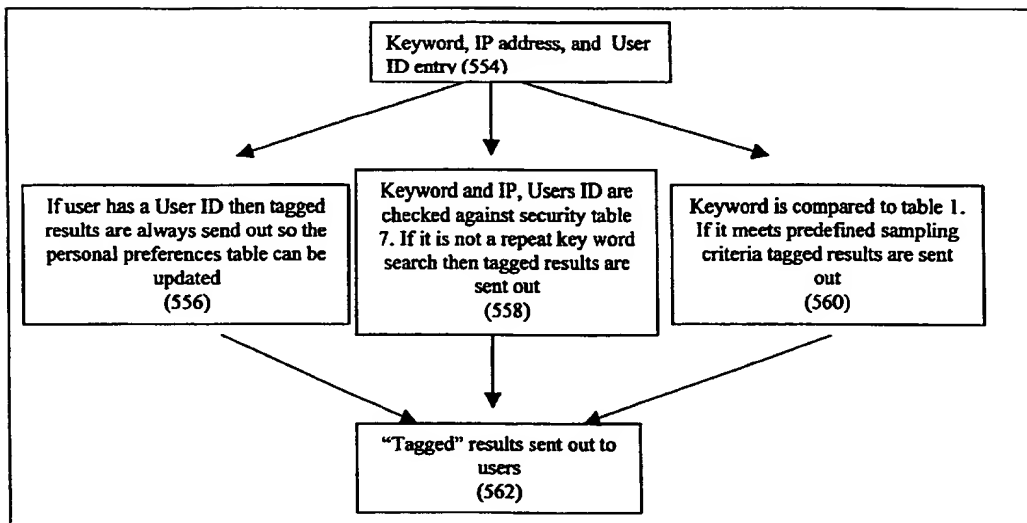 Keyword, IP address, and User
ID entry (554)
If user has a User ID then tagged
results are always send out so the
personal preferences table can be
updated
(556)
Keyword and IP, Users ID are
checked against security table
7. If it is not a repeat key word
search then tagged results are
sent out
(558)
Keyword is compared to table 1.
If it meets predefined sampling
criteria tagged results are sent
out
(560)
“Tagged” results sent out to
users
(562)